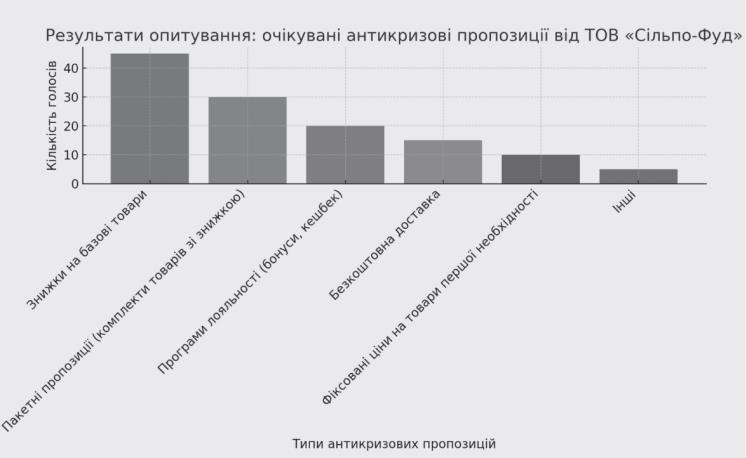 Результати опитування: очікувані антикризові пропозиції від ТОВ «Сільпо-Фуд»
Кількість голосів
40
30
20
10
0
Знижки на базові товари
Пакетні пропозиції (комплекти товарів зі знижкою)
Програми лояльності (бонуси, кешбек)
Безкоштовна доставка
Фіксовані ціни на товари першої необхідності
Інші
Типи антикризових пропозицій